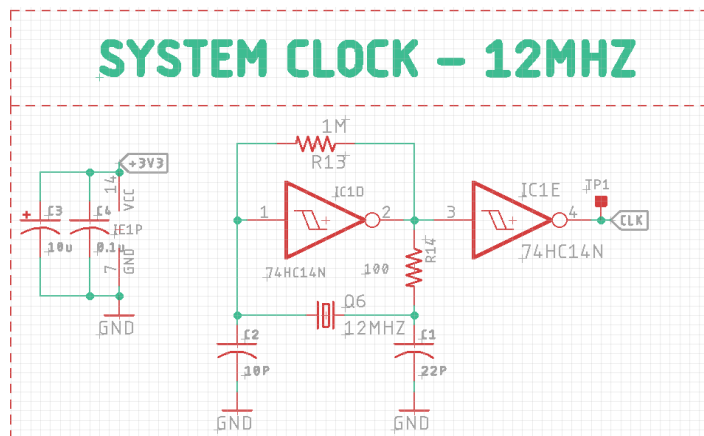 SYSTEM CLOCK – 12MHZ
1M
R13
+3V3
14
VCC
C3
C4
IC1P
10u
0.1u
7
GND
GND
IC1D
1
2
74HC14N
100
R14
IC1E
3
4
74HC14N
TP1
CLK
Q6
12MHZ
C2
10P
C1
22P
GND
GND